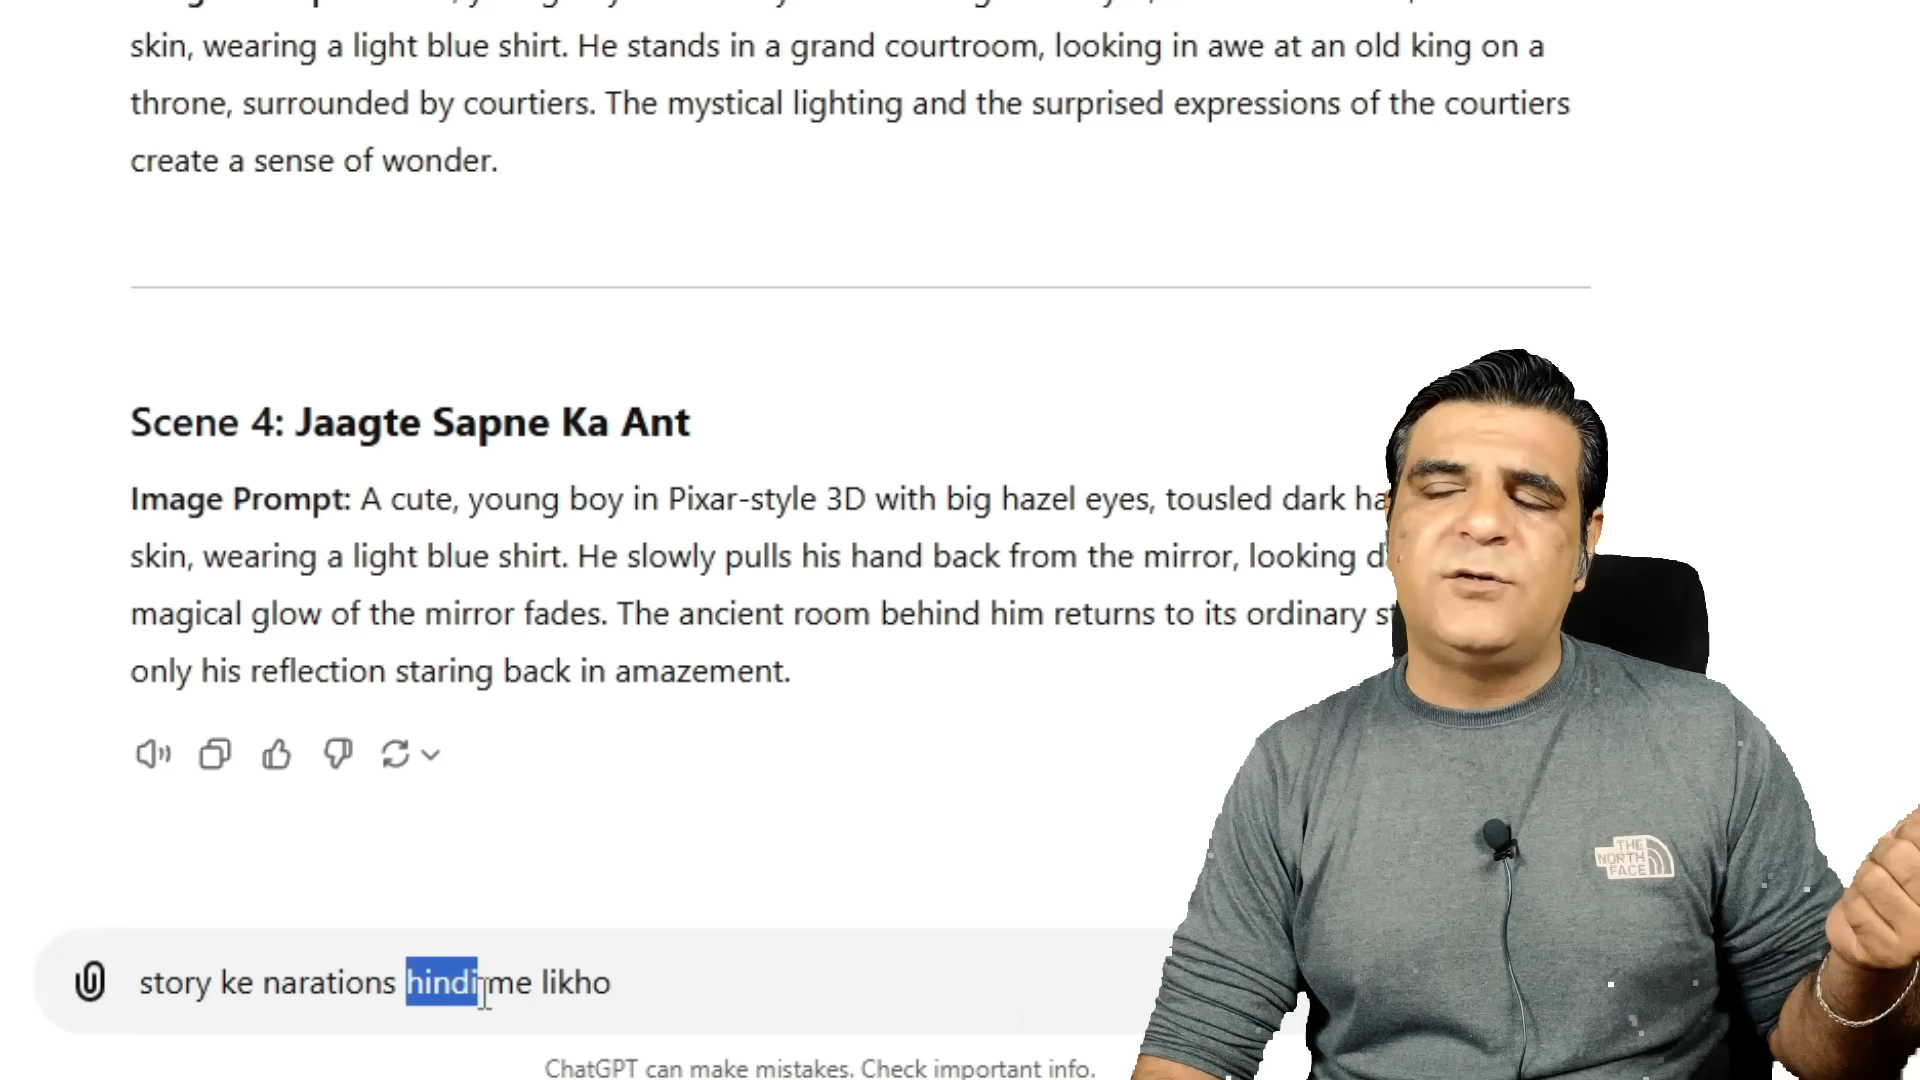 skin, wearing a light blue shirt. He stands in a grand courtroom, looking in awe at an old king on a
throne, surrounded by courtiers. The mystical lighting and the surprised expressions of the courtiers
create a sense of wonder.
Scene 4: Jaagte Sapne Ka Ant
Image Prompt: A cute, young boy in Pixar-style 3D with big hazel eyes, tousled dark
skin, wearing a light blue shirt. He slowly pulls his hand back from the mirror, looking
magical glow of the mirror fades. The ancient room behind him returns to its ordinary
only his reflection staring back in amazement.
story ke narations hindi me likho
ChatGPT can make mistakes. Check important info.
THE
NORTH
FACE